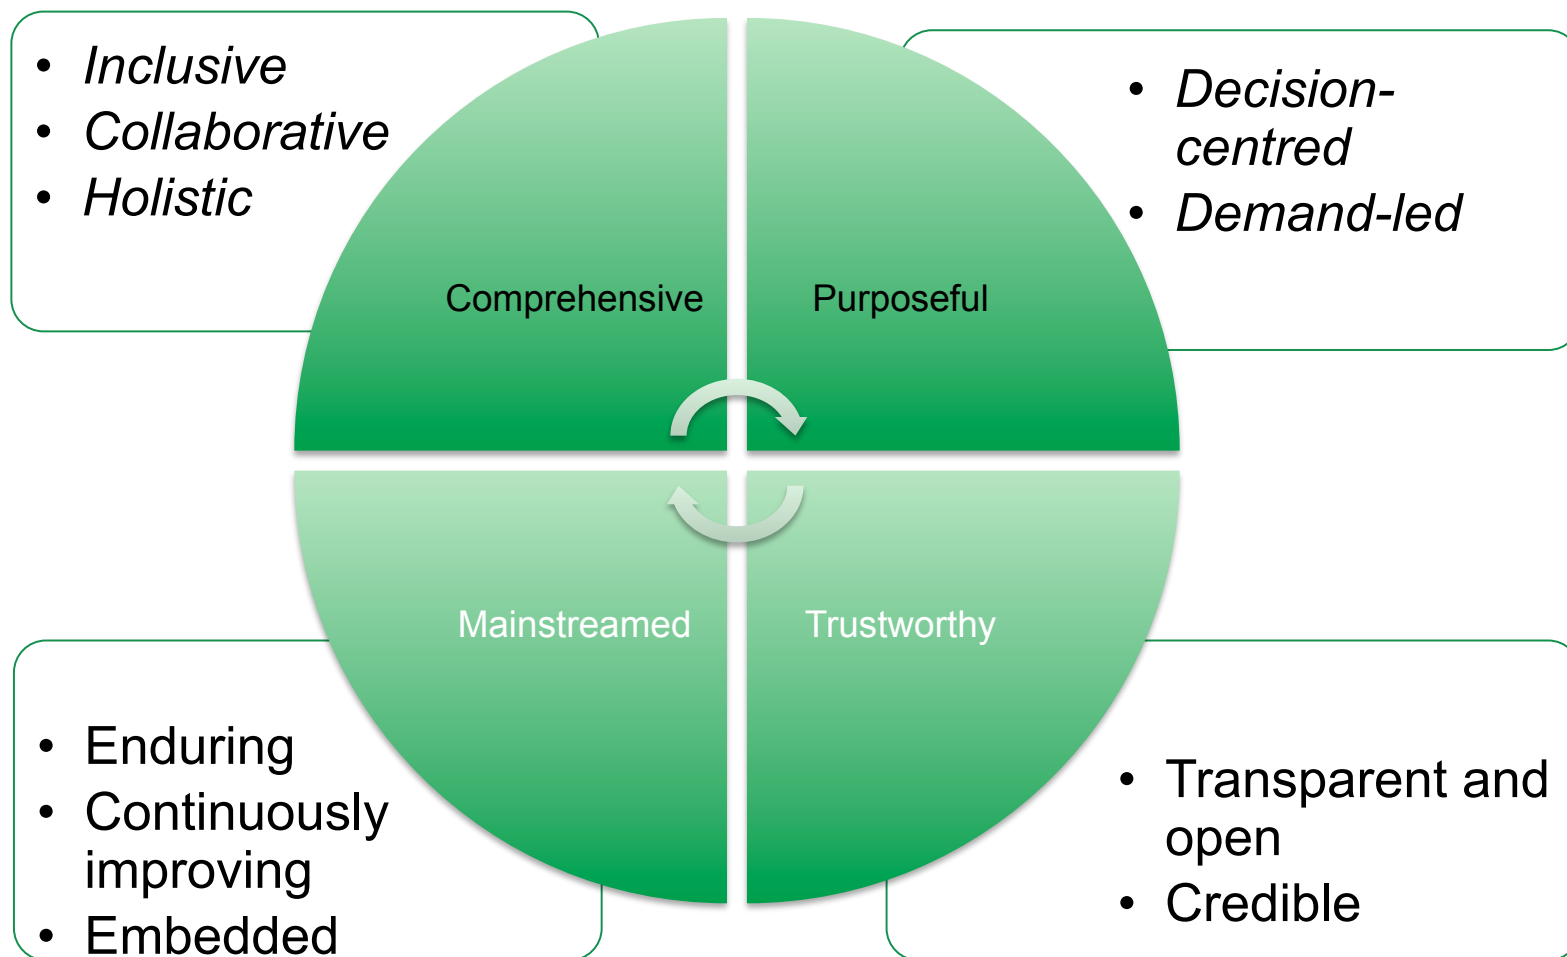 • Inclusive
• Collaborative
• Holistic
• Decision-
centred
• Demand-led
Comprehensive
Purposeful
Mainstreamed
Trustworthy
• Enduring
• Continuously
improving
• Embedded
• Transparent and
open
• Credible